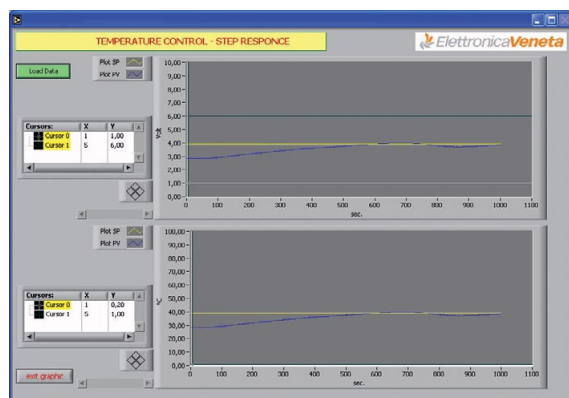 TEMPERATURE CONTROL - STEP RESPONCE
ElettronicaVeneta
Load Data
Plot SP
Plot PV
Cursors: X Y
Cursor 0 1 1,00
Cursor 1 5 6,00
Volt
10,00
9,00
8,00
7,00
6,00
5,00
4,00
3,00
2,00
1,00
0,00
0 100 200 300 400 500 600 700 800 900 1000 1100
sec.
Plot SP
Plot PV
Cursors: X Y
Cursor 0 1 0,20
Cursor 1 5 1,00
°C
100,00
90,00
80,00
70,00
60,00
50,00
40,00
30,00
20,00
10,00
0,00
0 100 200 300 400 500 600 700 800 900 1000 1100
sec.
exit graphic